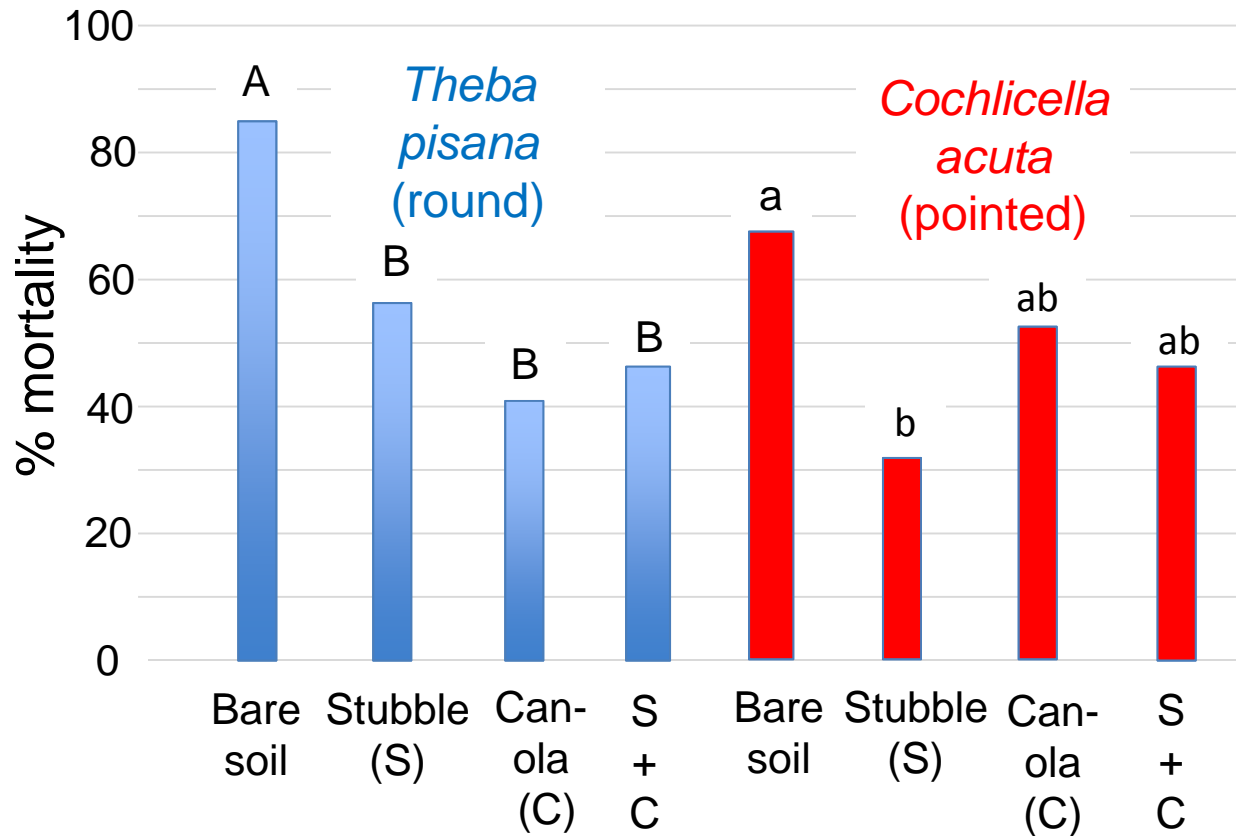 % mortality
100
80
60
40
20
0
Theba
pisana
(round)
Cochlicella
acuta
(pointed)
A
B
B
B
a
b
ab
ab
Bare
soil
Stubble
(S)
Can-
ola
(C)
S
+
C
Bare
soil
Stubble
(S)
Can-
ola
(C)
S
+
C